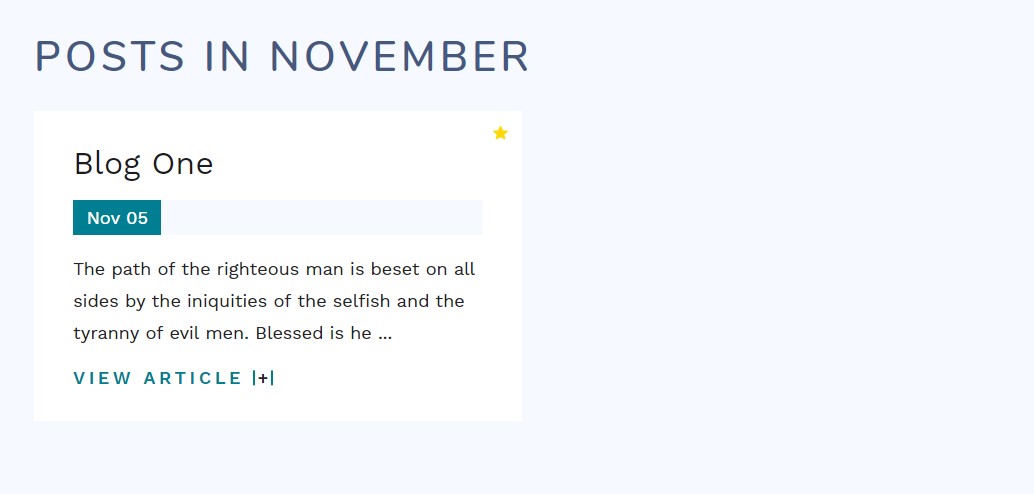 POSTS IN NOVEMBER
Blog One
Nov 05
The path of the righteous man is beset on all
sides by the iniquities of the selfish and the
tyranny of evil men. Blessed is he ...
VIEW ARTICLE |+|